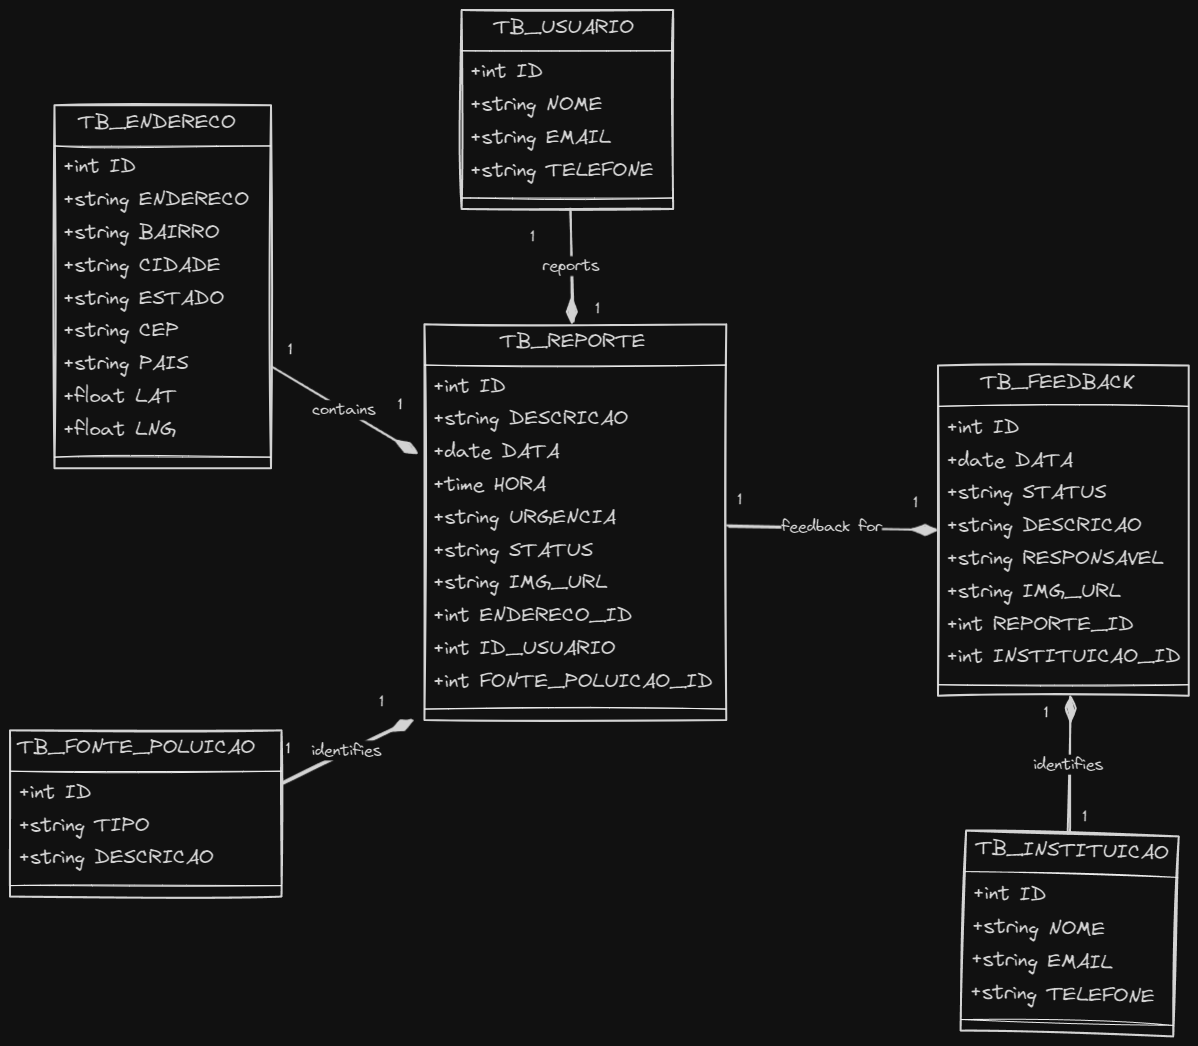 TB_USUARIO
+int ID
+string NOME
+string EMAIL
+string TELEFONE
TB_ENDERECO
+int ID
+string ENDERECO
+string BAIRRO
+string CIDADE
+string ESTADO
+string CEP
+string PAIS
+float LAT
+float LNG
1
reports
1
1
contains
1
TB_REPORTE
+int ID
+string DESCRICAO
+date DATA
+time HORA
+string URGENCIA
+string STATUS
+string IMG_URL
+int ENDERECO_ID
+int ID_USUARIO
+int FONTE_POLUICAO_ID
1
feedback for
1
TB_FEEDBACK
+int ID
+date DATA
+string STATUS
+string DESCRICAO
+string RESPONSAVEL
+string IMG_URL
+int REPORTE_ID
+int INSTITUICAO_ID
1
identifies
1
TB_FONTE_POLUICAO
+int ID
+string TIPO
+string DESCRICAO
1
identifies
1
TB_INSTITUICAO
+int ID
+string NOME
+string EMAIL
+string TELEFONE